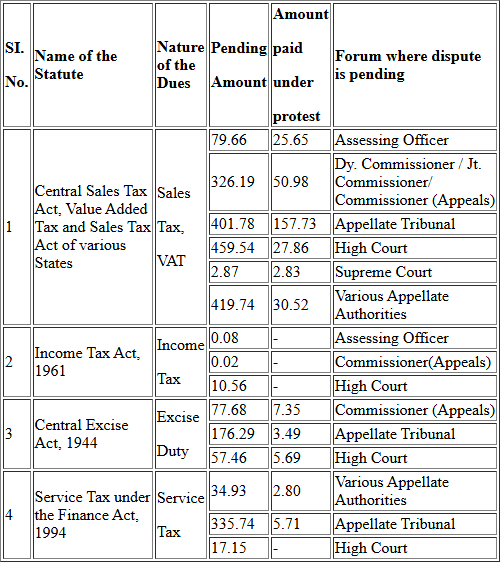 SI. No. | Name of the Statute | Nature of the Dues | Pending Amount | Amount paid under protest | Forum where dispute is pending
1 | Central Sales Tax Act, Value Added Tax and Sales Tax Act of various States | Sales Tax, VAT | 79.66 | 25.65 | Assessing Officer
326.19 | 50.98 | Dy. Commissioner / Jt. Commissioner/ Commissioner (Appeals)
401.78 | 157.73 | Appellate Tribunal
459.54 | 27.86 | High Court
2.87 | 2.83 | Supreme Court
419.74 | 30.52 | Various Appellate Authorities
2 | Income Tax Act, 1961 | Income Tax | 0.08 | - | Assessing Officer
0.02 | - | Commissioner(Appeals)
10.56 | - | High Court
3 | Central Excise Act, 1944 | Excise Duty | 77.68 | 7.35 | Commissioner (Appeals)
176.29 | 3.49 | Appellate Tribunal
57.46 | 5.69 | High Court
4 | Service Tax under the Finance Act, 1994 | Service Tax | 34.93 | 2.80 | Various Appellate Authorities
335.74 | 5.71 | Appellate Tribunal
17.15 | - | High Court